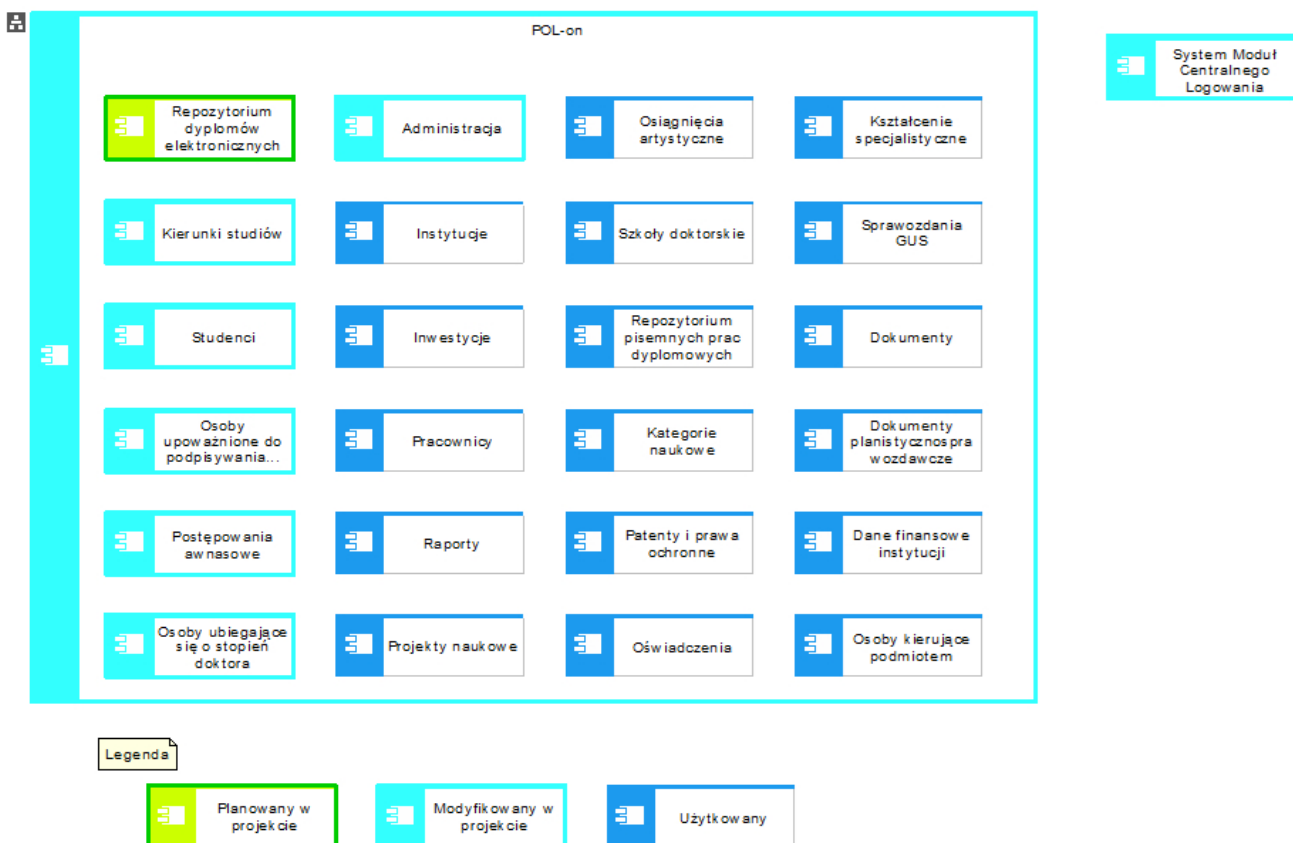 POL-on
System Moduł
Centralnego
Logowania
Repozytorium
dyplomów
elektronicznych
Administracja
Osiągnięcia
artystyczne
Kształcenie
specjalistyczne
Kierunki studiów
Instytucje
Szkoły doktorskie
Sprawozdania
GUS
Studenci
Inwestycje
Repozytorium
pisemnych prac
dyplomowych
Dokumenty
Osoby
upoważnione do
podpisywania...
Pracownicy
Kategorie
naukowe
Dokumenty
planistycznospra
wozdawcze
Postępowania
awnasowe
Raporty
Patenty i prawa
ochronne
Dane finansowe
instytucji
Osoby ubiegające
się o stopień
doktora
Projekty naukowe
Oświadczenia
Osoby kierujące
podmiotem
Legenda
Planowany w
projekcie
Modyfikowany w
projekcie
Użytkowany